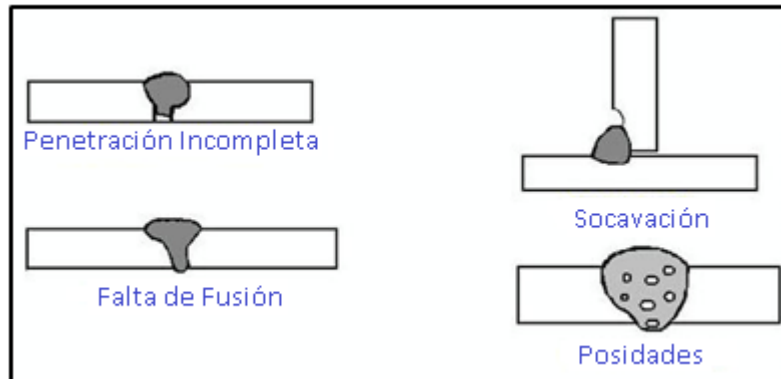 Penetración Incompleta
Socavación
Falta de Fusión
Posidades